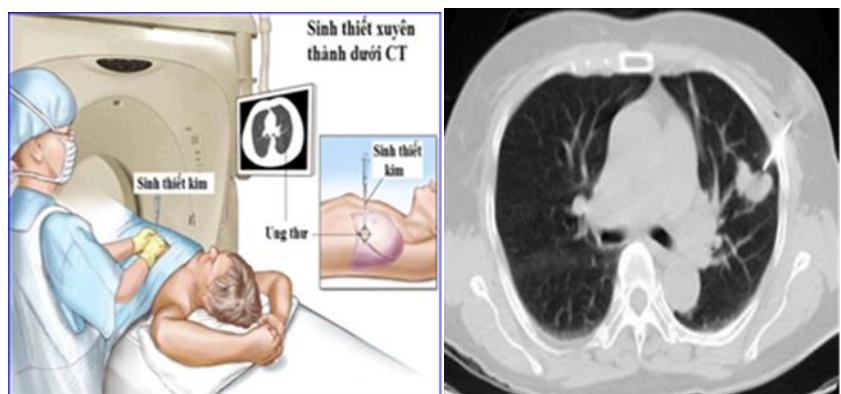 Sinh thiết xuyên
thành dưới CT
Sinh thiết kim
Sinh thiết
kim
Ung thư